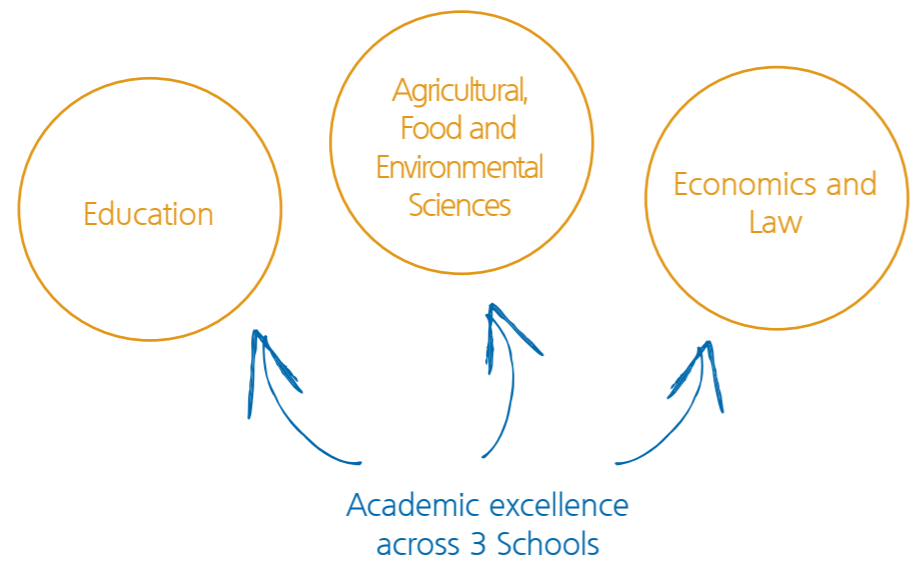 Education
Agricultural,
Food and
Environmental
Sciences
Economics and
Law
Academic excellence
across 3 Schools